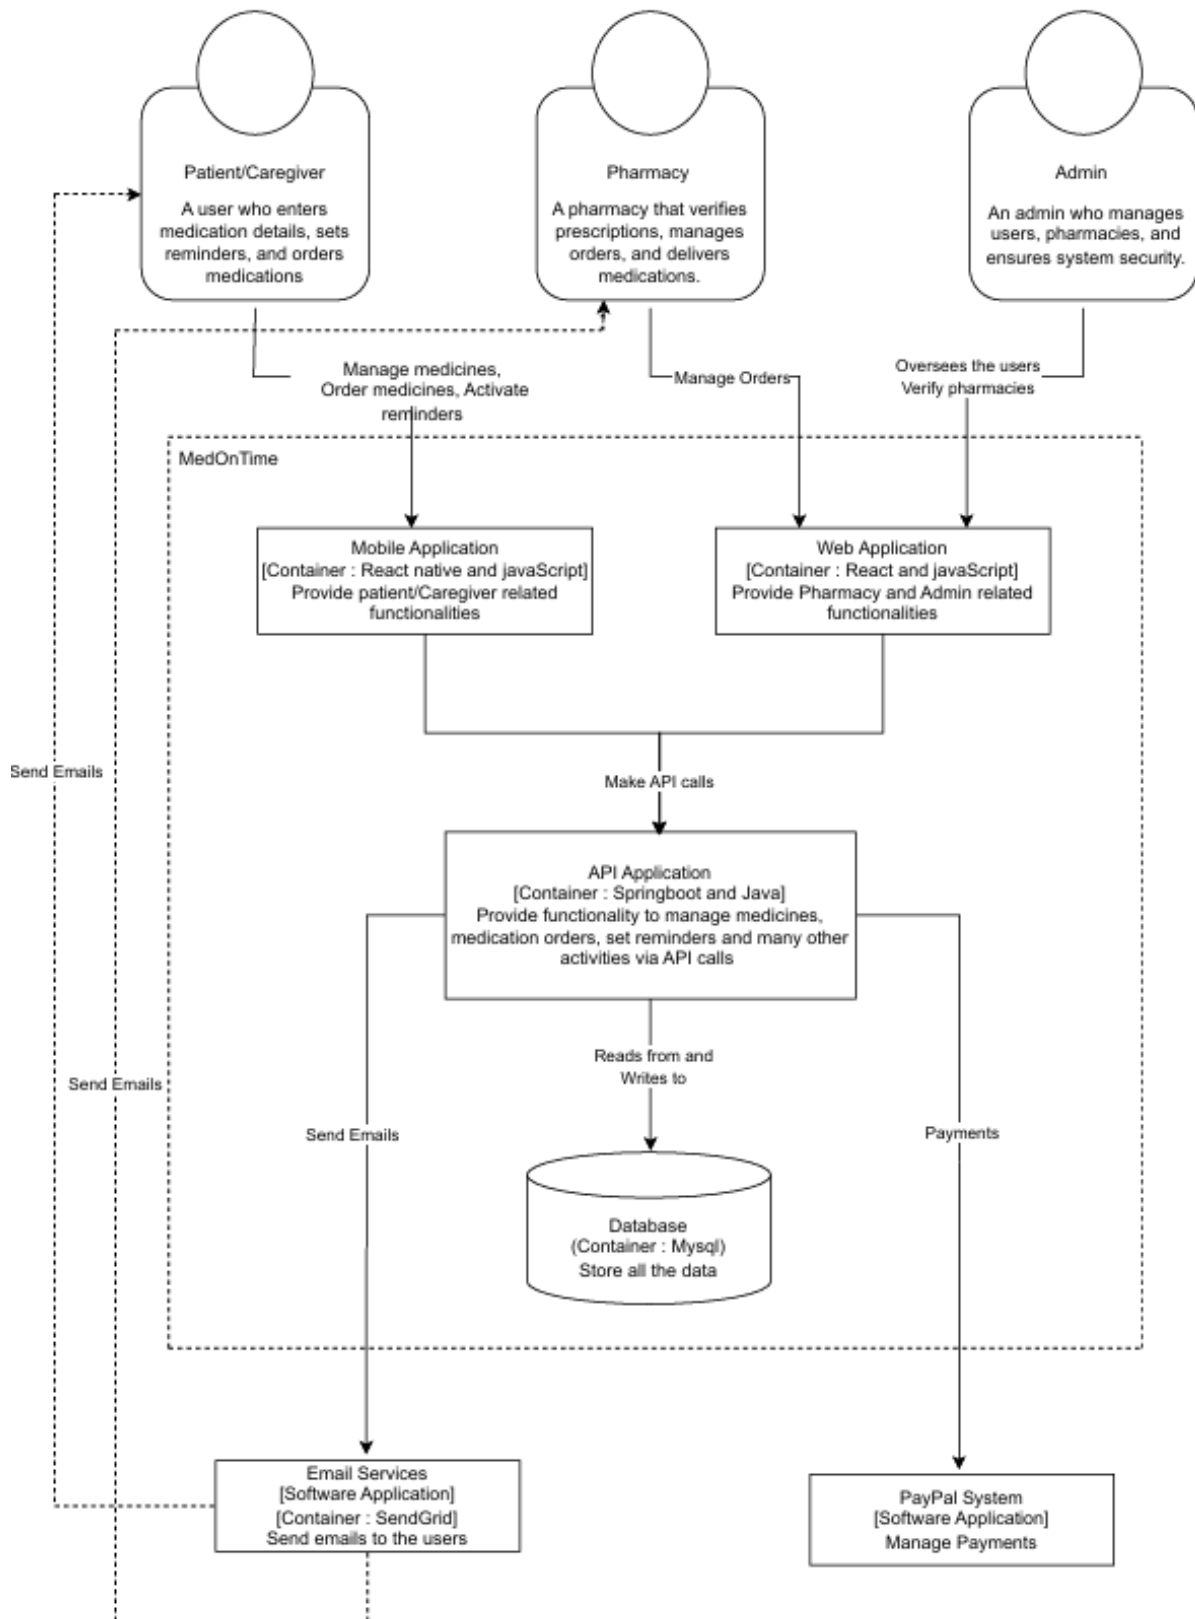 Patient/Caregiver
A user who enters
medication details, sets
reminders, and orders
medications
Pharmacy
A pharmacy that verifies
prescriptions, manages
orders, and delivers
medications.
Admin
An admin who manages
users, pharmacies, and
ensures system security.
Manage medicines,
Order medicines, Activate
reminders
Manage Orders
Oversees the users
Verify pharmacies
MedOnTime
Mobile Application
[Container : React native and javaScript]
Provide patient/Caregiver related
functionalities
Web Application
[Container : React and javaScript]
Provide Pharmacy and Admin related
functionalities
Send Emails
Make API calls
API Application
[Container : Springboot and Java]
Provide functionality to manage medicines,
medication orders, set reminders and many other
activities via API calls
Reads from and
Writes to
Send Emails
Send Emails
Payments
Database
(Container : Mysql)
Store all the data
Email Services
[Software Application]
[Container : SendGrid]
Send emails to the users
PayPal System
[Software Application]
Manage Payments